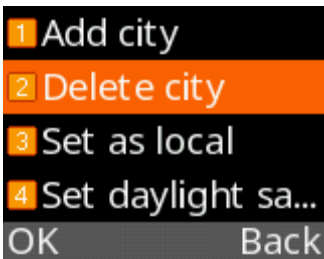 1 Add city
2 Delete city
3 Set as local
4 Set daylight sa...
OK Back